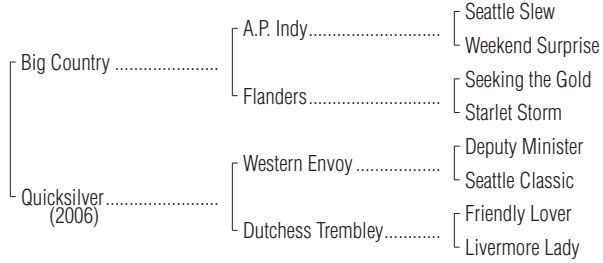 Seattle Slew
A.P. Indy
Weekend Surprise
Big Country
Seeking the Gold
Flanders
Starlet Storm
Deputy Minister
Western Envoy
Seattle Classic
Quicksilver
(2006)
Friendly Lover
Dutchess Trembley
Livermore Lady